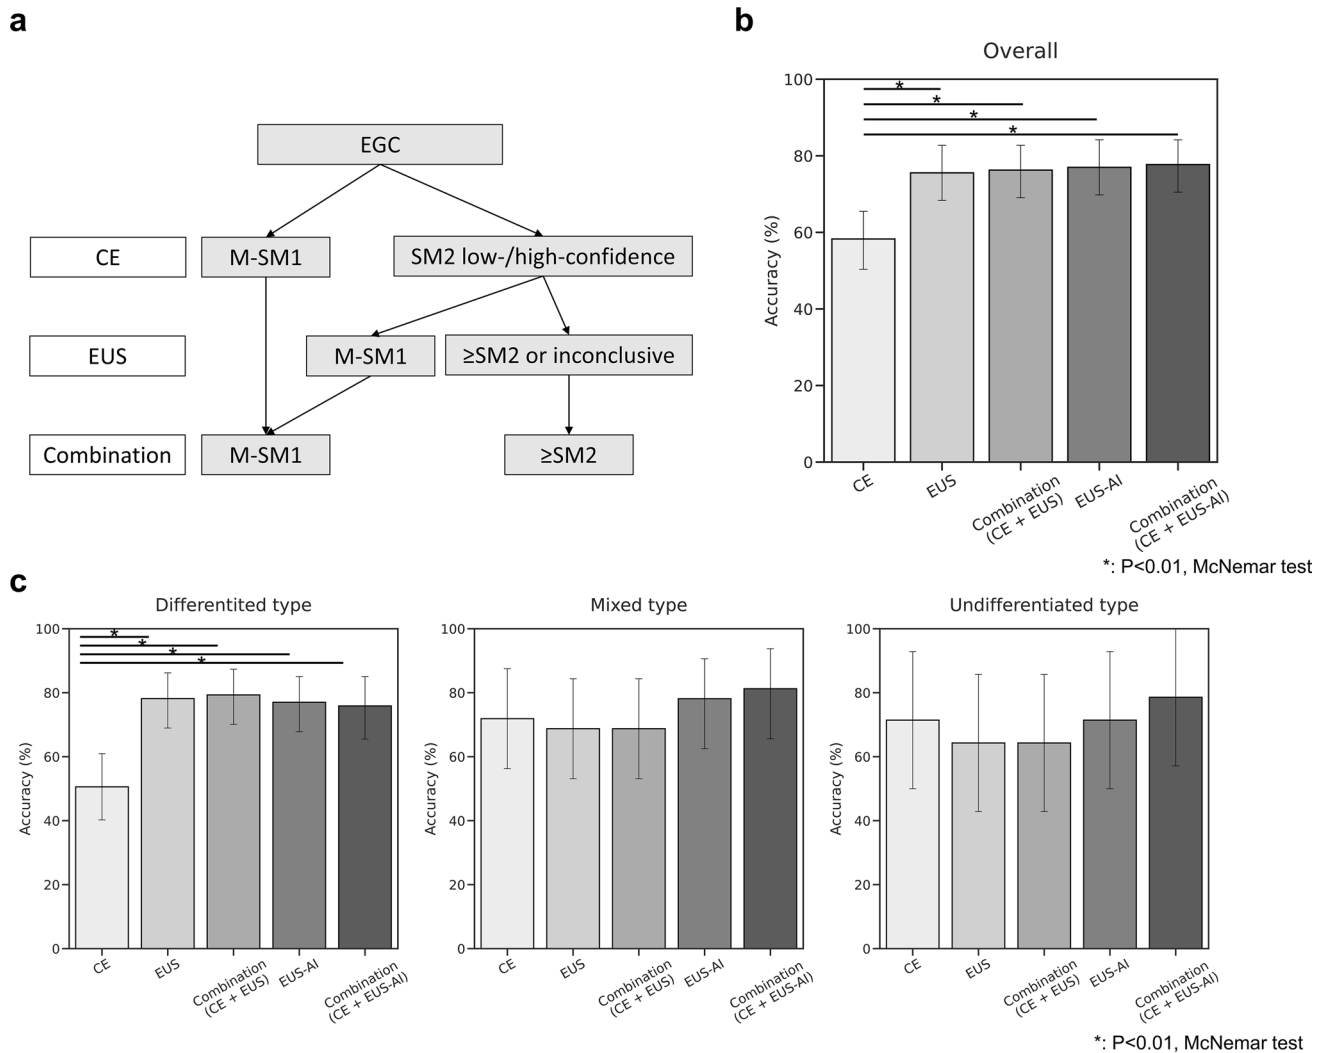 a
EGC
CE
M-SM1
SM2 low-/high-confidence
EUS
M-SM1
≥SM2 or inconclusive
Combination
M-SM1
≥SM2
b
Overall
Accuracy (%)
100
80
60
40
20
0
*
*
*
*
CE
EUS
Combination
(CE + EUS)
EUS-AI
Combination
(CE + EUS-AI)
*: P<0.01, McNemar test
c
Differentited type
Accuracy (%)
100
80
60
40
20
0
*
*
*
*
CE
EUS
Combination
(CE + EUS)
EUS-AI
Combination
(CE + EUS-AI)
Mixed type
Accuracy (%)
100
80
60
40
20
0
CE
EUS
Combination
(CE + EUS)
EUS-AI
Combination
(CE + EUS-AI)
Undifferentiated type
Accuracy (%)
100
80
60
40
20
0
CE
EUS
Combination
(CE + EUS)
EUS-AI
Combination
(CE + EUS-AI)
*: P<0.01, McNemar test